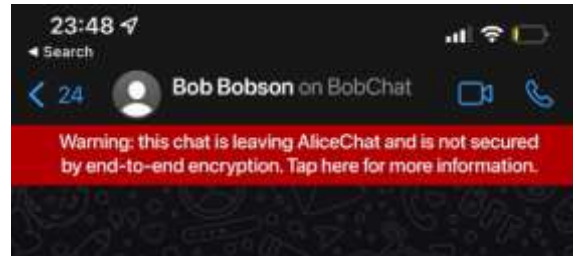 23:48
Search
24
Bob Bobson on BobChat
Warning: this chat is leaving AliceChat and is not secured
by end-to-end encryption. Tap here for more information.